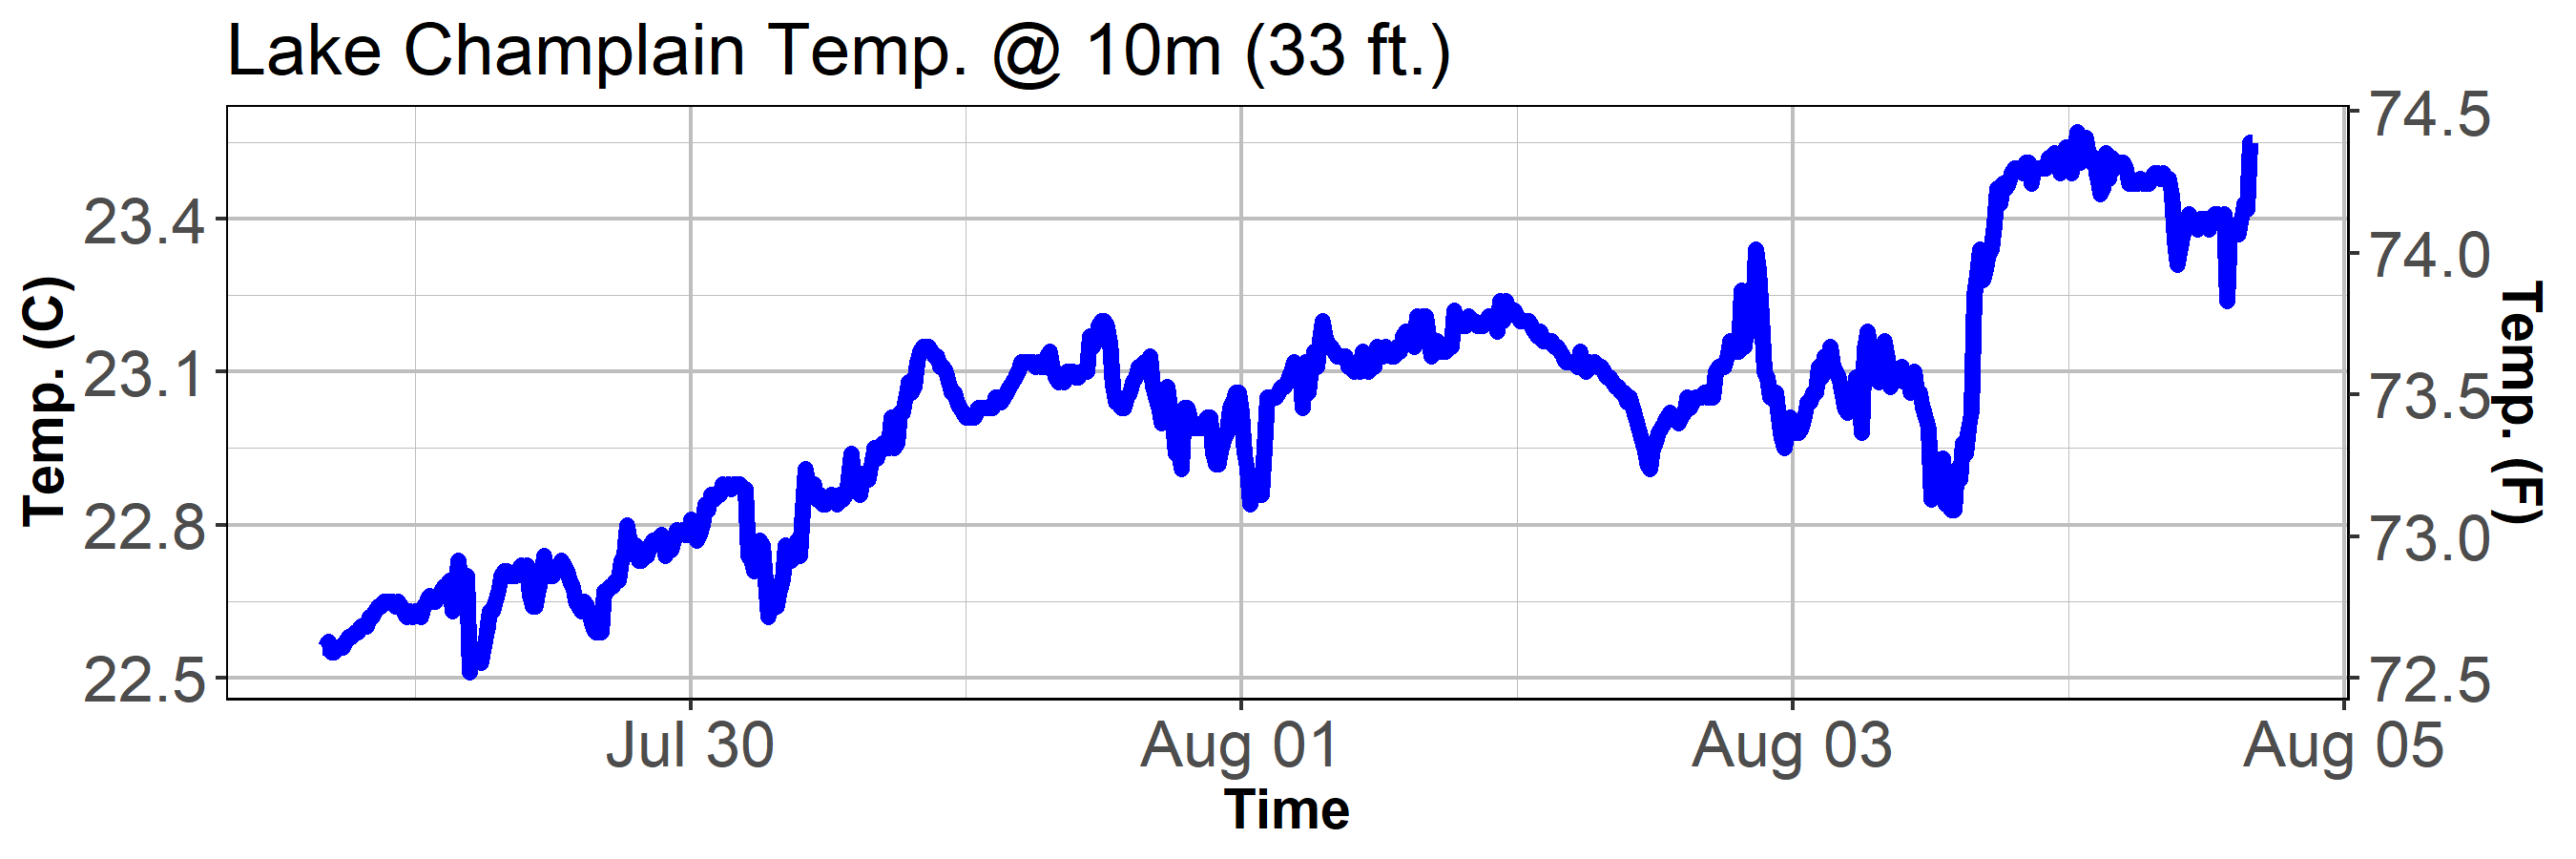 Lake Champlain Temp. @ 10m (33 ft.)
Temp. (C)
23.4
23.1
22.8
22.5
74.5
74.0
73.5
73.0
72.5
Temp. (F)
Jul 30
Aug 01
Aug 03
Aug 05
Time